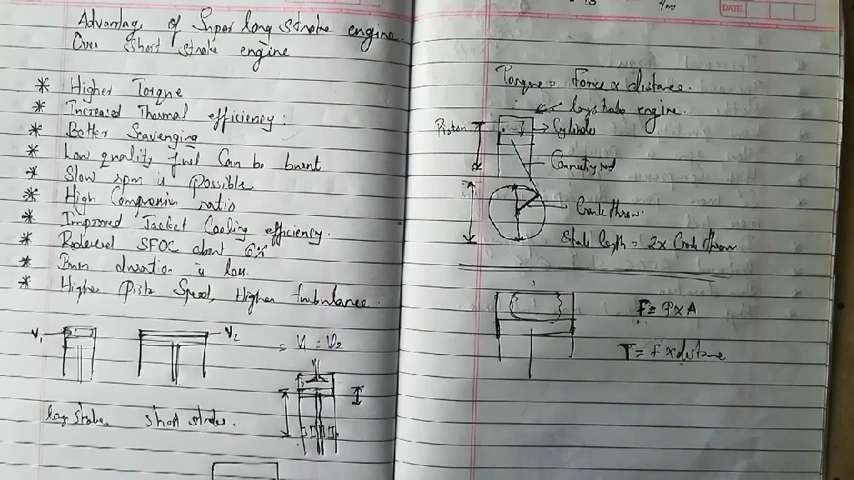 Advantage of Super long stroke engine
Over short stroke engine
* Higher Torque
* Increased Thermal efficiency:
* Better Scavenging
* Low quality fuel Can be burnt
* Slow rpm is possible
* High Compression ratio
* Improved Jacket Cooling efficiency.
* Reduced SFOC about 6%
* Burn duration is less.
* Higher Piston Speed, Higher turbulance.
V₁
V₂
= V₁ = V₂
long stroke
short stroke.
DATE
Torque = Force x distance.
long stroke engine.
Piston
Cylinder
Connecting rod
Crank throw.
Stroke length = 2x Crank throw
F = P x A
T = F x distane